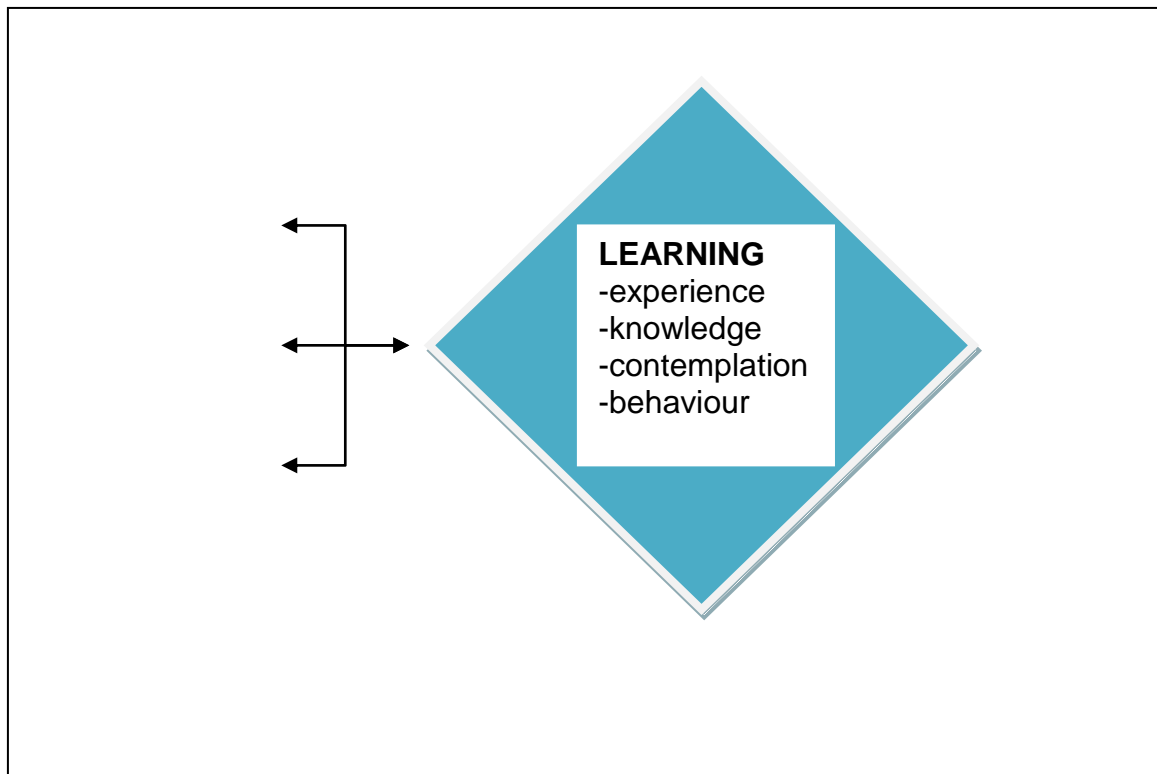 LEARNING
-experience
-knowledge
-contemplation
-behaviour